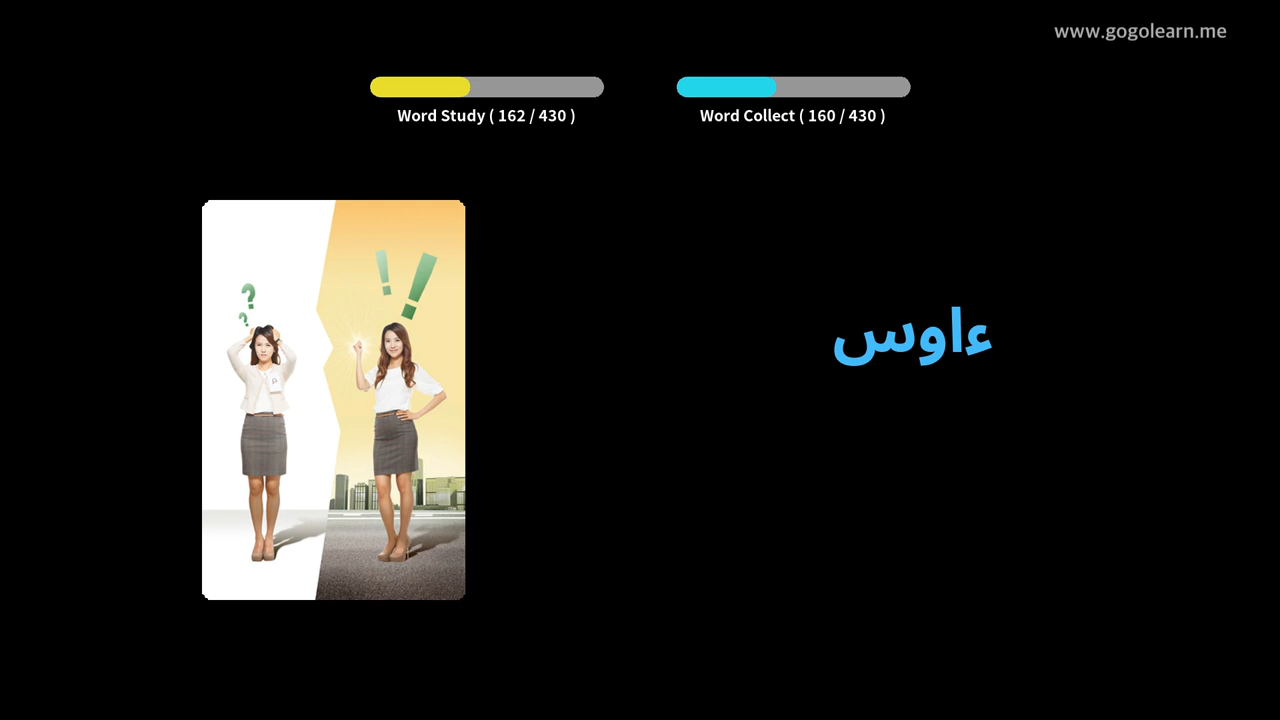 www.gogolearn.me
Word Study ( 162 / 430 )
Word Collect ( 160 / 430 )
? ?
! !
ءاوس